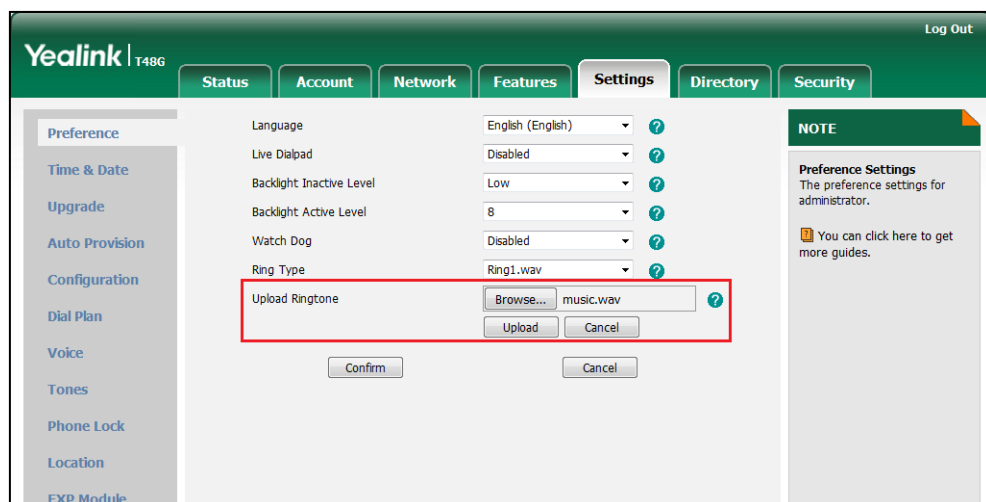 Log Out
Yealink T48G
Status Account Network Features Settings Directory Security
Preference
Time & Date
Upgrade
Auto Provision
Configuration
Dial Plan
Voice
Tones
Phone Lock
Location
EXP Module
Language English (English) ?
Live Dialpad Disabled ?
Backlight Inactive Level Low ?
Backlight Active Level 8 ?
Watch Dog Disabled ?
Ring Type Ring1.wav ?
Upload Ringtone Browse... music.wav ?
Upload Cancel
Confirm Cancel
NOTE
Preference Settings
The preference settings for
administrator.
? You can click here to get
more guides.